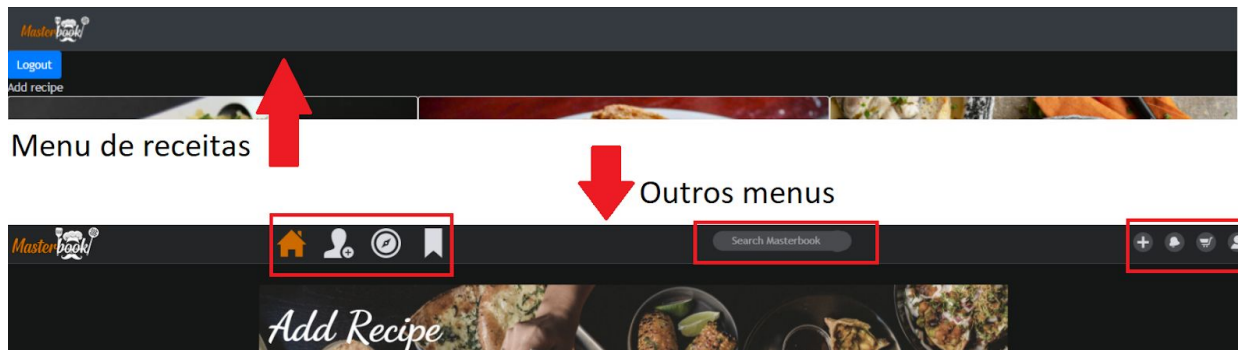 Masterbook
Logout
Add recipe
Menu de receitas
Outros menus
Masterbook
Search Masterbook
Add Recipe